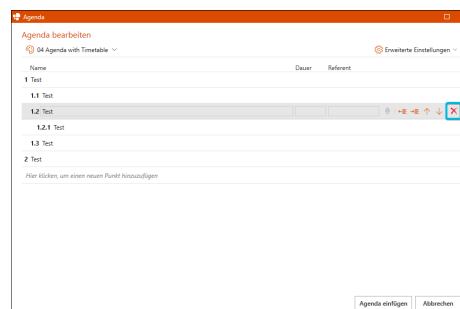 Agenda
Agenda bearbeiten
04 Agenda with Timetable
Erweiterte Einstellungen
Name Dauer Referent
1 Test
1.1 Test
1.2 Test
1.2.1 Test
1.3 Test
2 Test
Hier klicken, um einen neuen Punkt hinzuzufügen
Agenda einfügen Abbrechen